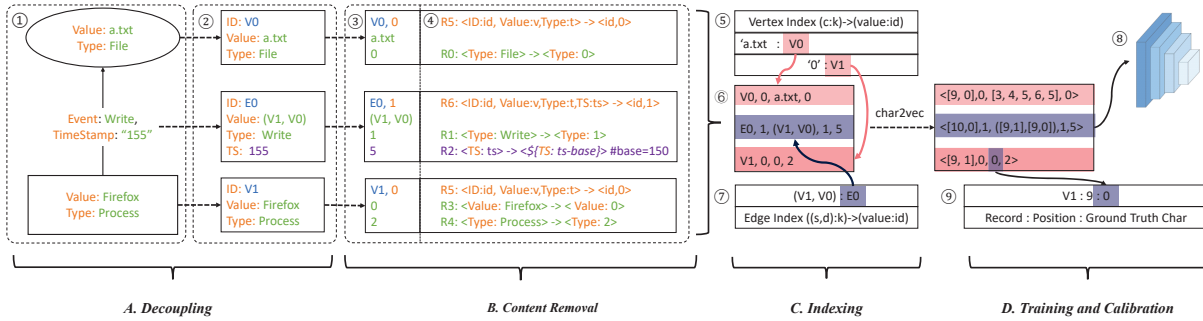 ①
Value: a.txt
Type: File
Event: Write,
TimeStamp: “155”
Value: Firefox
Type: Process
②
ID: V0
Value: a.txt
Type: File
ID: E0
Value: (V1, V0)
Type: Write
TS: 155
ID: V1
Value: Firefox
Type: Process
③
V0, 0
a.txt
0
E0, 1
(V1, V0)
1
5
V1, 0
0
2
④
R5: <ID:id, Value:v,Type:t> -> <id,0>
R0: <Type: File> -> <Type: 0>
R6: <ID:id, Value:v,Type:t,TS:ts> -> <id,1>
R1: <Type: Write> -> <Type: 1>
R2: <TS: ts> -> <${TS: ts-base}> #base=150
R5: <ID:id, Value:v,Type:t> -> <id,0>
R3: <Value: Firefox> -> < Value: 0>
R4: <Type: Process> -> <Type: 2>
⑤
Vertex Index (c:k)->(value:id)
‘a.txt : V0
‘0’ : V1
⑥
V0, 0, a.txt, 0
E0, 1, (V1, V0), 1, 5
V1, 0, 0, 2
⑦
(V1, V0) : E0
Edge Index ((s,d):k)->(value:id)
char2vec
<[9, 0],0, [3, 4, 5, 6, 5], 0>
<[10,0],1, ([9,1],[9,0]),1,5>
<[9, 1],0, 0, 2>
⑧
⑨
V1 : 9 : 0
Record : Position : Ground Truth Char
A. Decoupling
B. Content Removal
C. Indexing
D. Training and Calibration